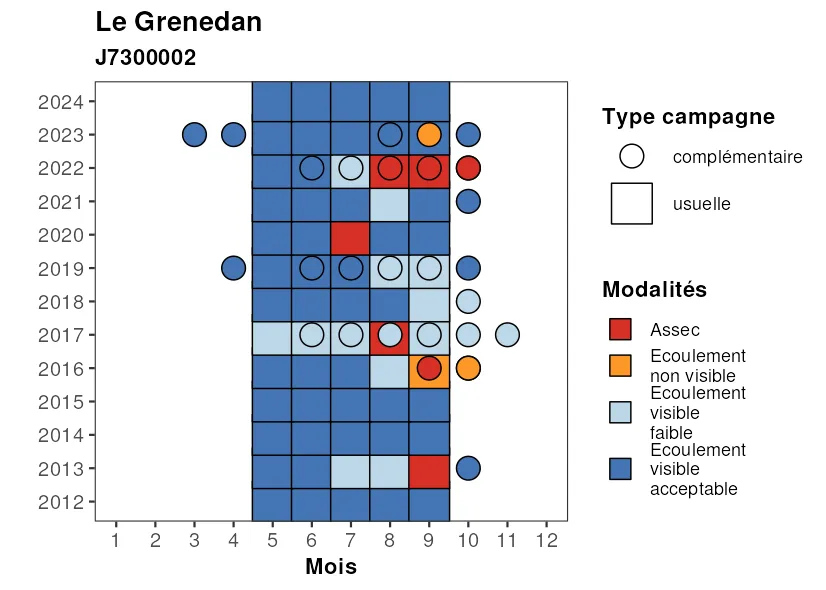 Le Grenedan
J7300002
2024
2023
2022
2021
2020
2019
2018
2017
2016
2015
2014
2013
2012
1 2 3 4 5 6 7 8 9 10 11 12
Mois
Type campagne
complémentaire
usuelle
Modalités
Assec
Ecoulement
non visible
Ecoulement
visible
faible
Ecoulement
visible
acceptable